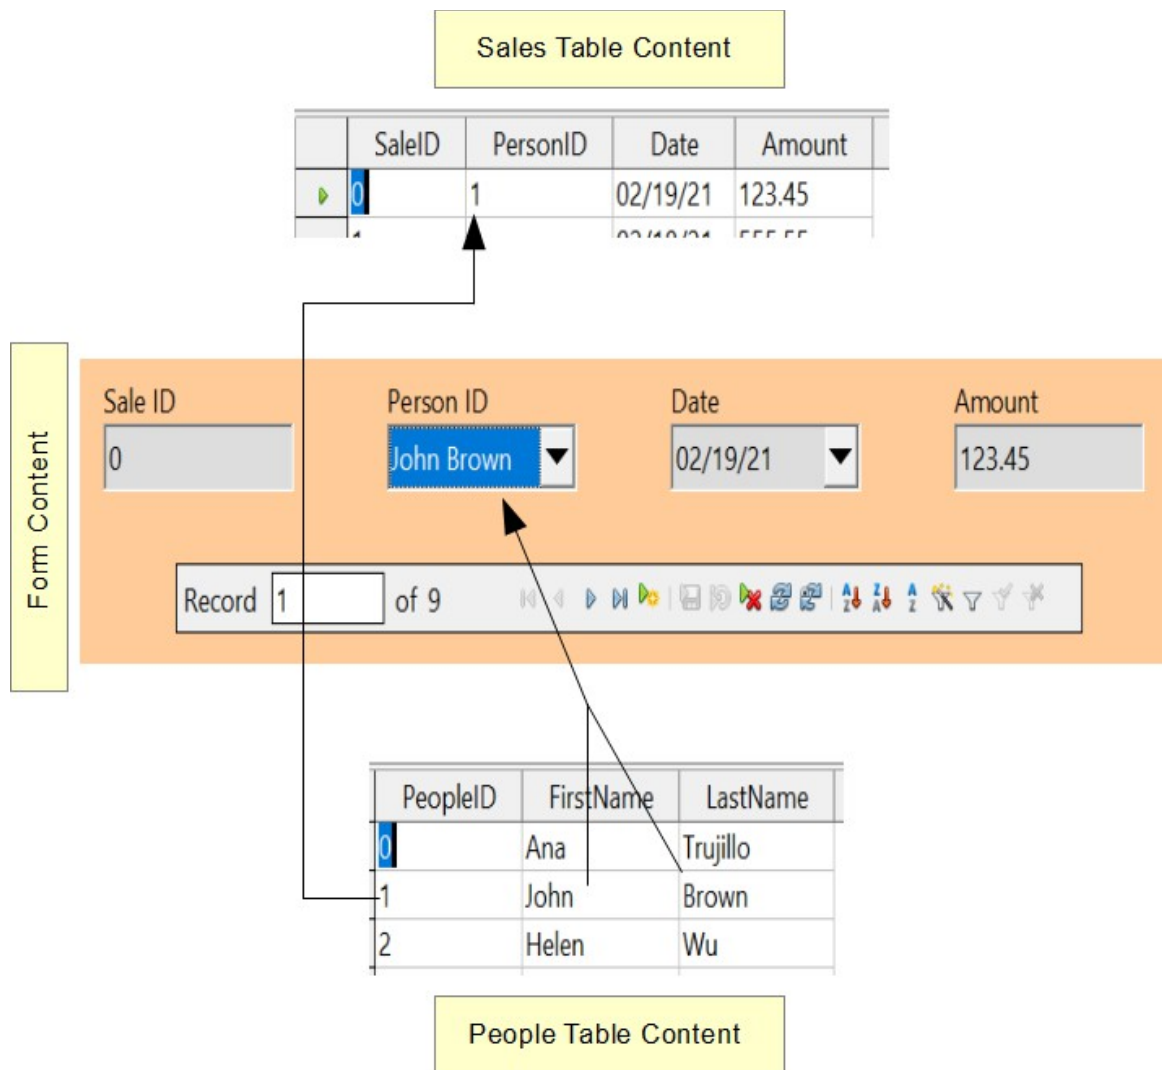 Sales Table Content
SaleID PersonID Date Amount
0 1 02/19/21 123.45
Form Content
Sale ID Person ID Date Amount
0 John Brown 02/19/21 123.45
Record 1 of 9
PeopleID FirstName LastName
0 Ana Trujillo
1 John Brown
2 Helen Wu
People Table Content